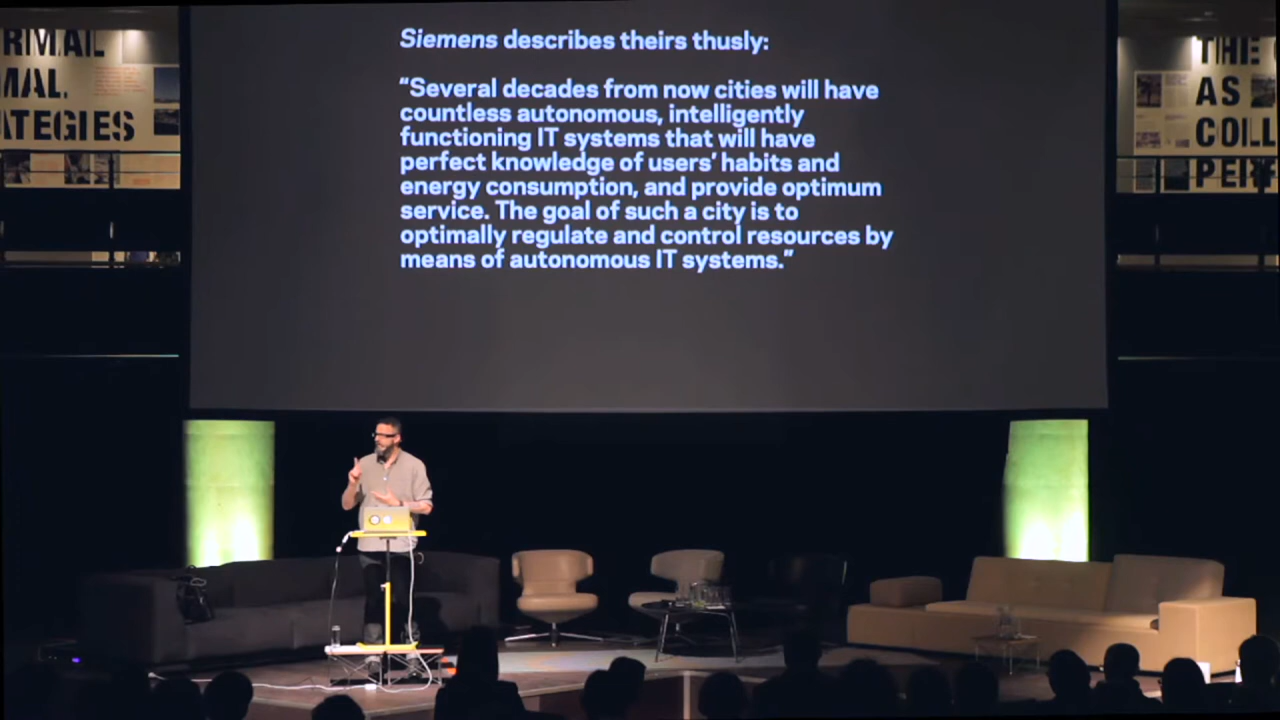 Siemens describes theirs thusly:
“Several decades from now cities will have
countless autonomous, intelligently
functioning IT systems that will have
perfect knowledge of users’ habits and
energy consumption, and provide optimum
service. The goal of such a city is to
optimally regulate and control resources by
means of autonomous IT systems.”
RMAL
MAL.
ATEGIES
THE
AS
COLL
PERF